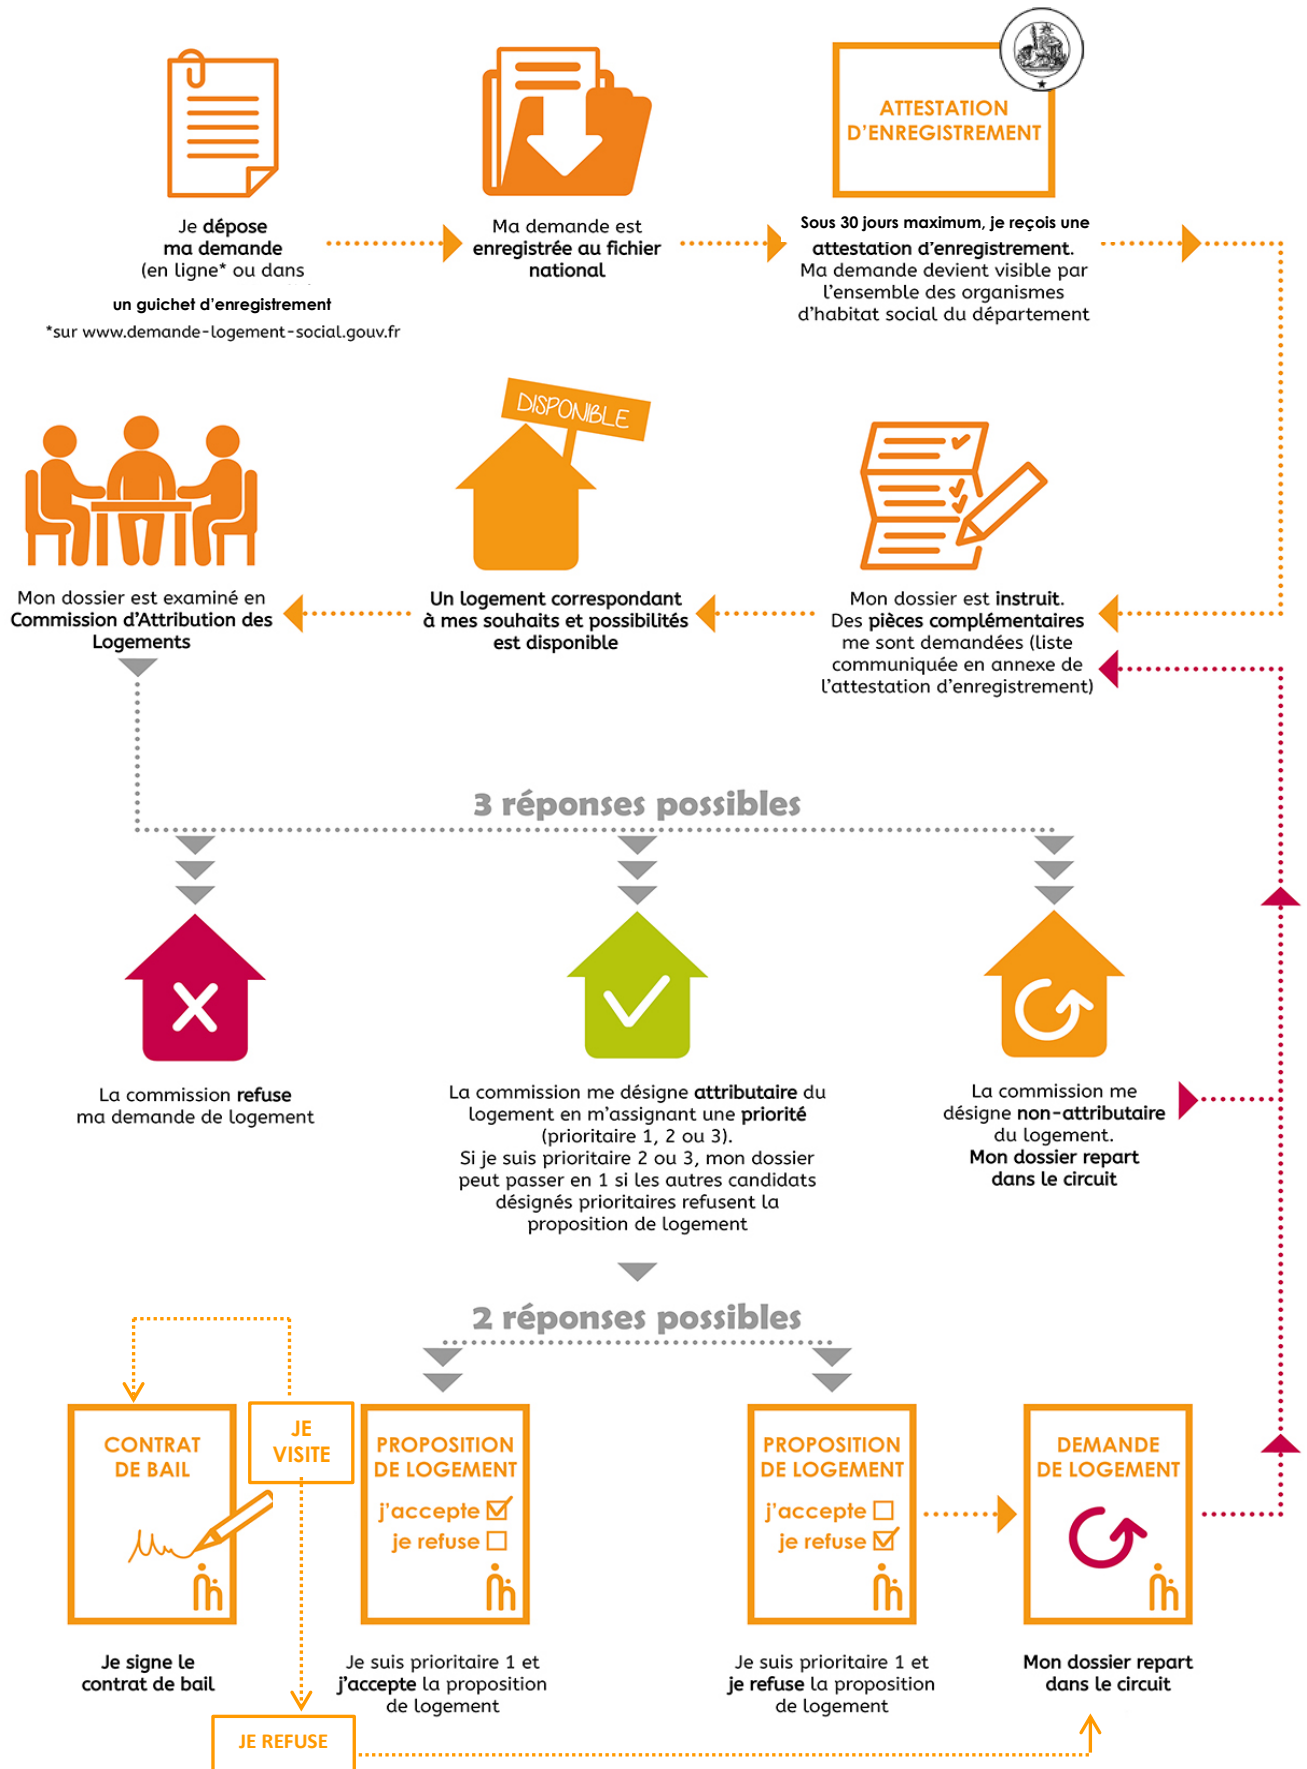 ATTESTATION
D'ENREGISTREMENT
Je dépose
ma demande
(en ligne* ou dans
un guichet d'enregistrement
*sur www.demande-logement-social.gouv.fr
Ma demande est
enregistrée au fichier
national
Sous 30 jours maximum, je reçois une
attestation d'enregistrement.
Ma demande devient visible par
l'ensemble des organismes
d'habitat social du département
DISPONIBLE
Mon dossier est examiné en
Commission d'Attribution des
Logements
Un logement correspondant
à mes souhaits et possibilités
est disponible
Mon dossier est instruit.
Des pièces complémentaires
me sont demandées (liste
communiquée en annexe de
l'attestation d'enregistrement)
3 réponses possibles
La commission refuse
ma demande de logement
La commission me désigne attributaire du
logement en m'assignant une priorité
(prioritaire 1, 2 ou 3).
Si je suis prioritaire 2 ou 3, mon dossier
peut passer en 1 si les autres candidats
désignés prioritaires refusent la
proposition de logement
La commission me
désigne non-attributaire
du logement.
Mon dossier repart
dans le circuit
2 réponses possibles
CONTRAT
DE BAIL
JE
VISITE
PROPOSITION
DE LOGEMENT
j'accepte
je refuse
PROPOSITION
DE LOGEMENT
j'accepte
je refuse
DEMANDE
DE LOGEMENT
Je signe le
contrat de bail
Je suis prioritaire 1 et
j'accepte la proposition
de logement
Je suis prioritaire 1 et
je refuse la proposition
de logement
Mon dossier repart
dans le circuit
JE REFUSE